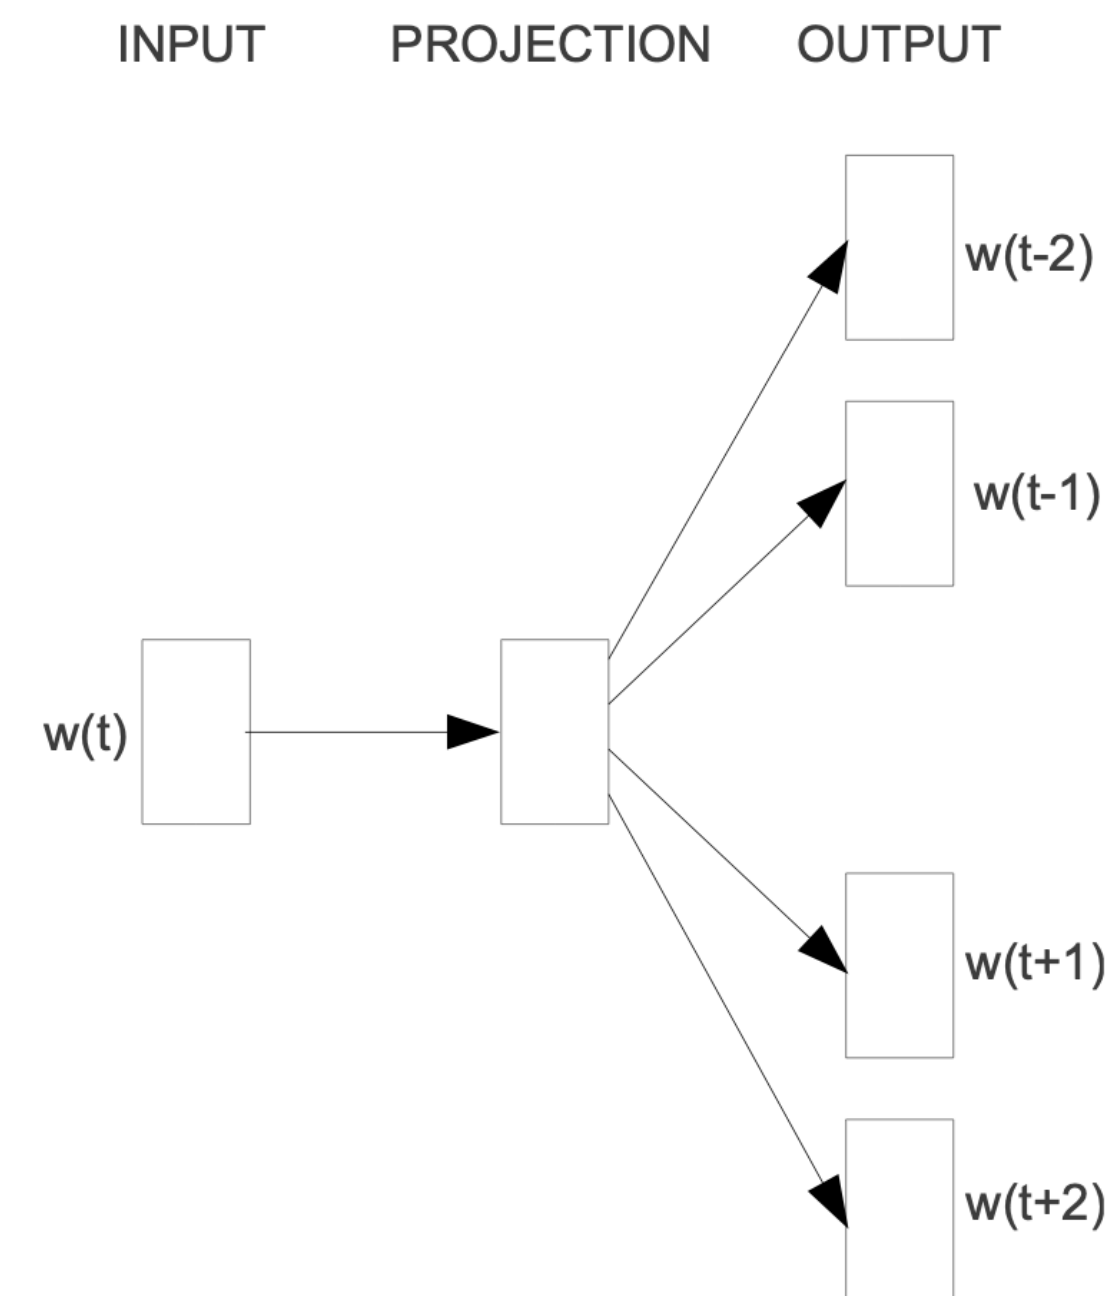 INPUT PROJECTION OUTPUT
w(t-2)
w(t-1)
w(t)
w(t+1)
w(t+2)